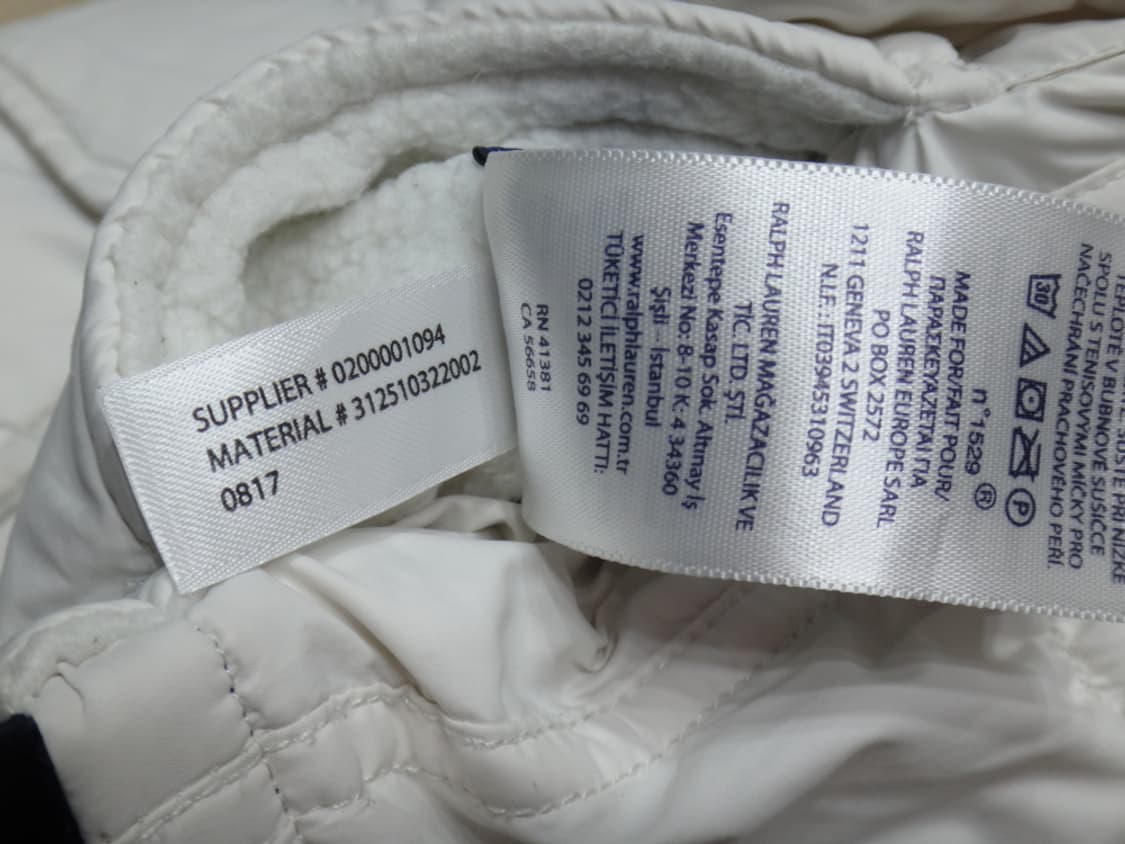 SUPPLIER # 0200001094
MATERIAL # 312510322002
0817
SPOLU S TENISOVÝMI MÍČKY PRO
NAČECHRÁNÍ PRACHOVÉHO PEŘÍ.
30
P
n°1529 ®
MADE FOR/FAIT POUR/
ΠΑΡΑΣΚΕΥΑΖΕΤΑΙ ΓΙΑ
RALPH LAUREN EUROPE SARL
PO BOX 2572
1211 GENEVA 2 SWITZERLAND
N.I.F. : IT03945310963
RALPH LAUREN MAĞAZACILIK VE
TİC. LTD. ŞTİ.
Esentepe Kasap Sok. Altınay İş
Merkezi No: 8-10 K: 4 34360
Şişli - İstanbul
www.ralphlauren.com.tr
TÜKETİCİ İLETİŞİM HATTI:
0212 345 69 69
RN 41381
CA 56658